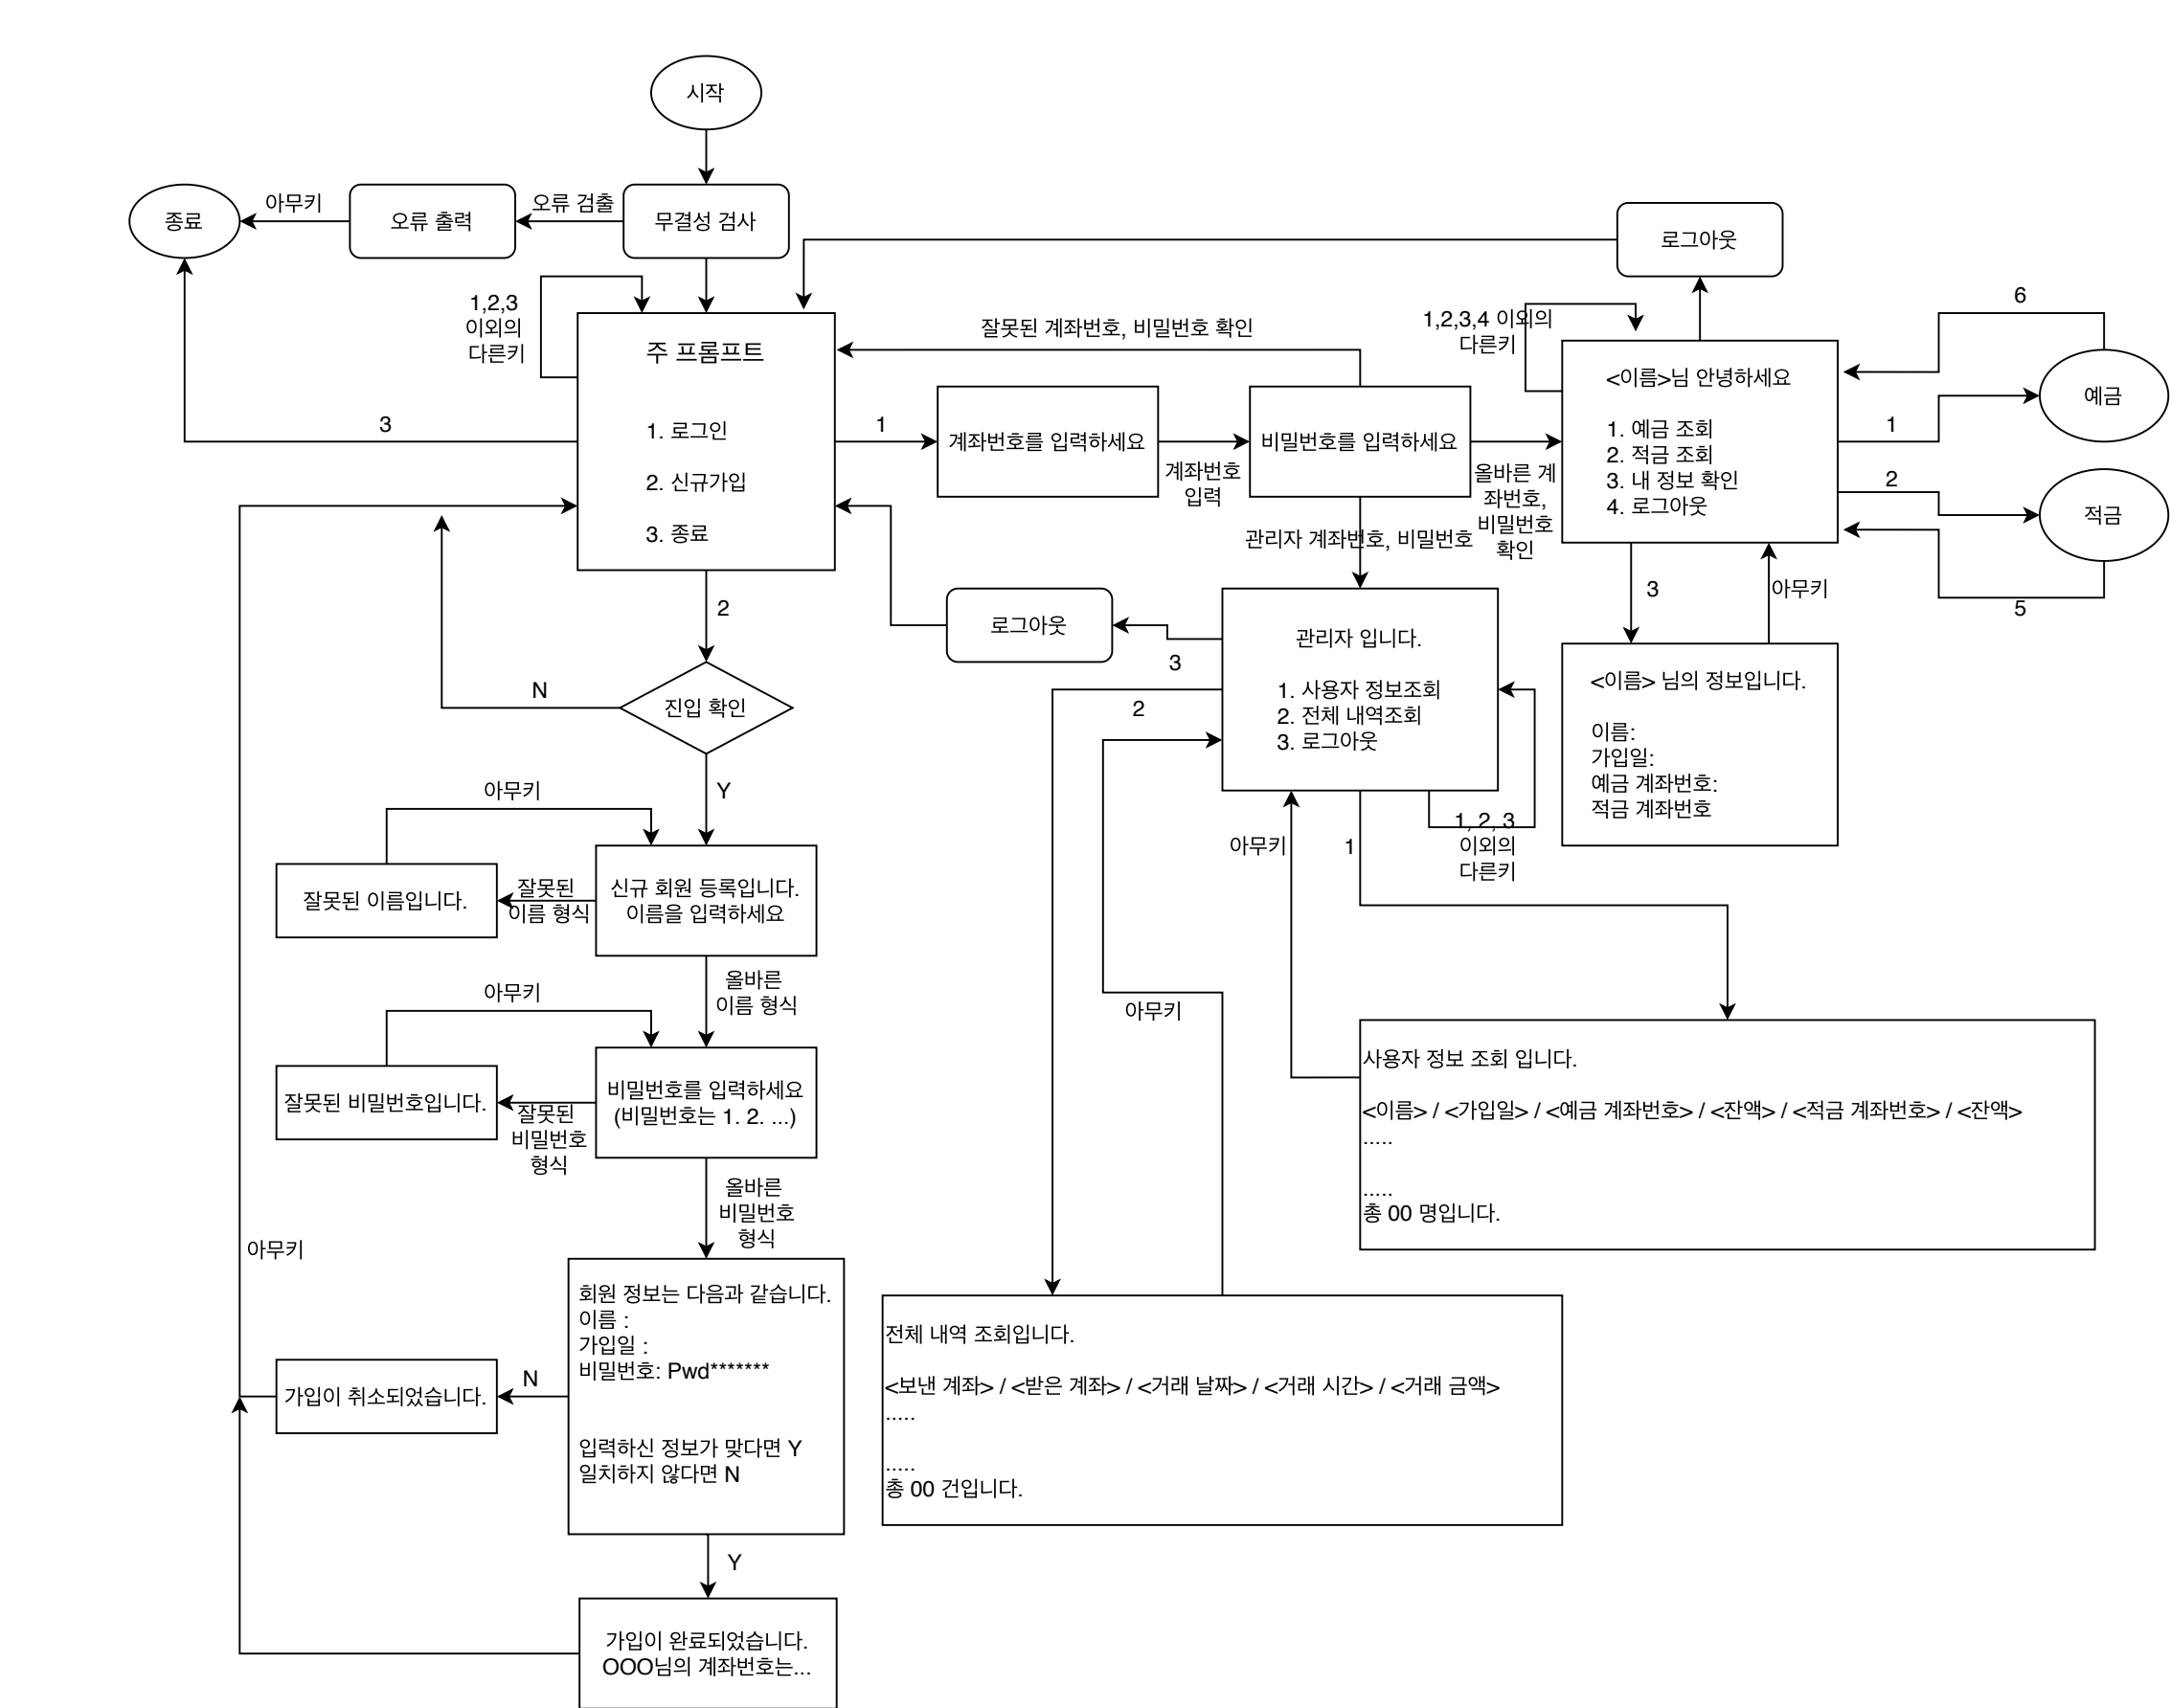 시작
종료
아무키
오류 출력
오류 검출
무결성 검사
로그아웃
1,2,3
이외의
다른키
주 프롬프트
1. 로그인
2. 신규가입
3. 종료
3
1
잘못된 계좌번호, 비밀번호 확인
계좌번호를 입력하세요
계좌번호
입력
비밀번호를 입력하세요
올바른 계
좌번호,
비밀번호
확인
관리자 계좌번호, 비밀번호
1,2,3,4 이외의
다른키
<이름>님 안녕하세요
1. 예금 조회
2. 적금 조회
3. 내 정보 확인
4. 로그아웃
6
예금
1
2
적금
5
3
아무키
<이름> 님의 정보입니다.
이름:
가입일:
예금 계좌번호:
적금 계좌번호
2
N
진입 확인
Y
로그아웃
3
2
관리자 입니다.
1. 사용자 정보조회
2. 전체 내역조회
3. 로그아웃
아무키
1
1, 2, 3
이외의
다른키
아무키
아무키
잘못된 이름입니다.
잘못된
이름 형식
신규 회원 등록입니다.
이름을 입력하세요
올바른
이름 형식
아무키
잘못된 비밀번호입니다.
잘못된
비밀번호
형식
비밀번호를 입력하세요
(비밀번호는 1. 2. ...)
올바른
비밀번호
형식
사용자 정보 조회 입니다.
<이름> / <가입일> / <예금 계좌번호> / <잔액> / <적금 계좌번호> / <잔액>
.....
.....
총 00 명입니다.
아무키
회원 정보는 다음과 같습니다.
이름 :
가입일 :
비밀번호: Pwd*******
입력하신 정보가 맞다면 Y
일치하지 않다면 N
N
가입이 취소되었습니다.
전체 내역 조회입니다.
<보낸 계좌> / <받은 계좌> / <거래 날짜> / <거래 시간> / <거래 금액>
.....
.....
총 00 건입니다.
Y
가입이 완료되었습니다.
OOO님의 계좌번호는...